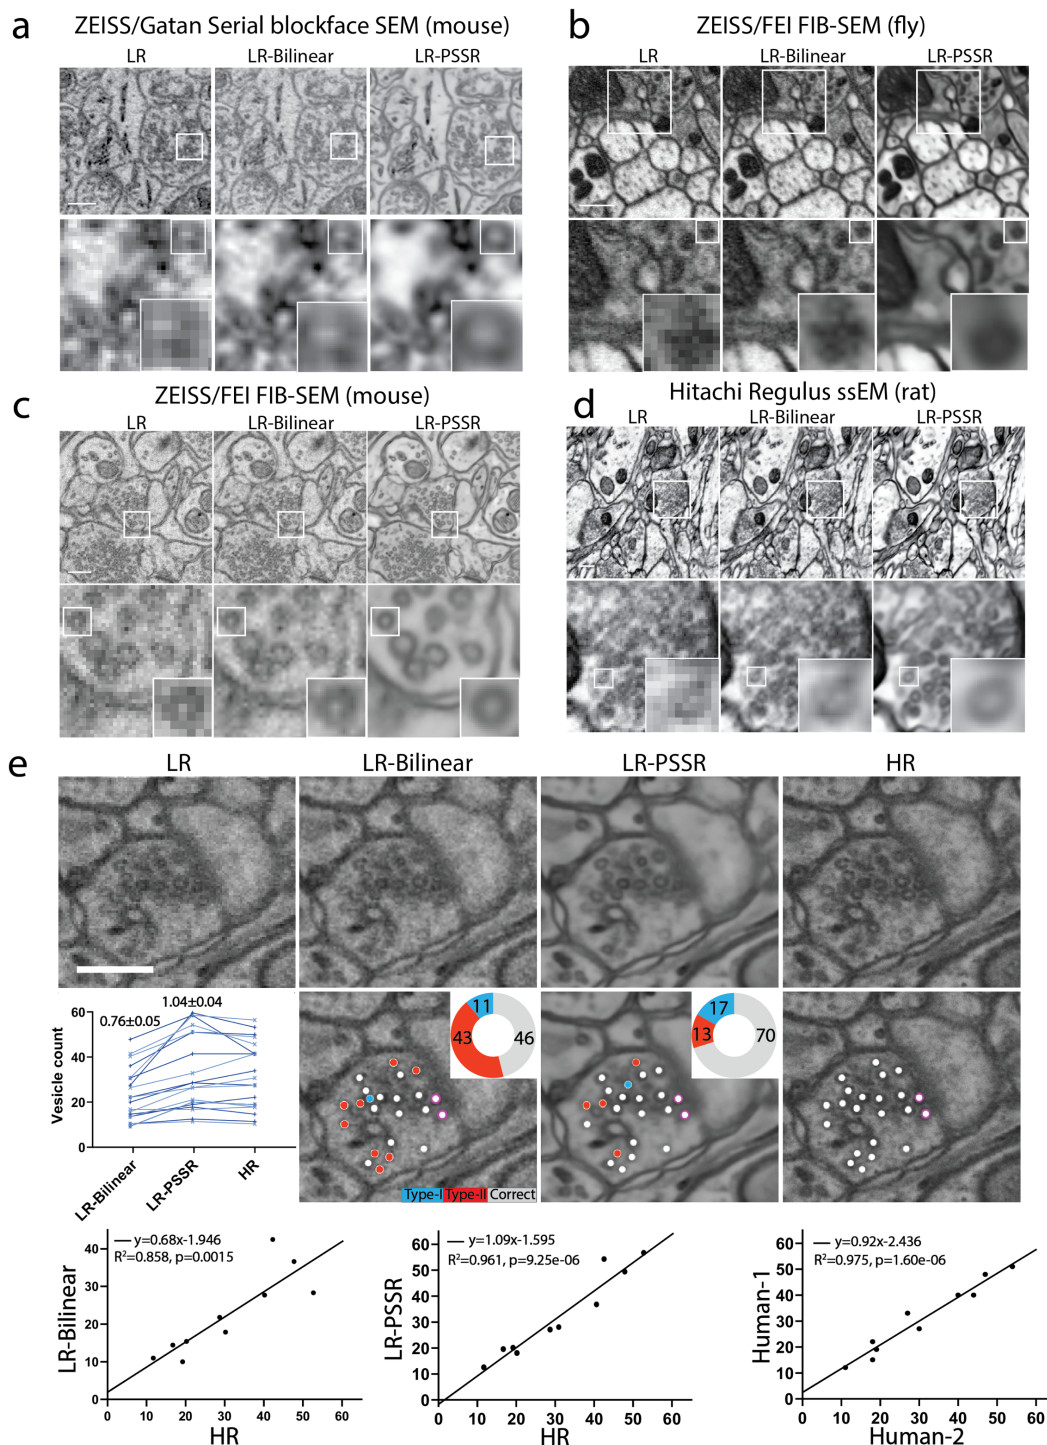 a
ZEISS/Gatan Serial blockface SEM (mouse)
LR
LR-Bilinear
LR-PSSR
b
ZEISS/FEI FIB-SEM (fly)
LR
LR-Bilinear
LR-PSSR
c
ZEISS/FEI FIB-SEM (mouse)
LR
LR-Bilinear
LR-PSSR
d
Hitachi Regulus ssEM (rat)
LR
LR-Bilinear
LR-PSSR
e
LR
LR-Bilinear
LR-PSSR
HR
Vesicle count
60
40
20
0
0.76±0.05
1.04±0.04
LR-Bilinear
LR-PSSR
HR
11
43
46
Type-I
Type-II
Correct
17
13
70
LR-Bilinear
y=0.68x-1.946
R²=0.858, p=0.0015
40
30
20
10
0
0 10 20 30 40 50 60
HR
LR-PSSR
y=1.09x-1.595
R²=0.961, p=9.25e-06
60
50
40
30
20
10
0
0 10 20 30 40 50 60
HR
Human-1
y=0.92x-2.436
R²=0.975, p=1.60e-06
60
50
40
30
20
10
0
0 10 20 30 40 50 60
Human-2